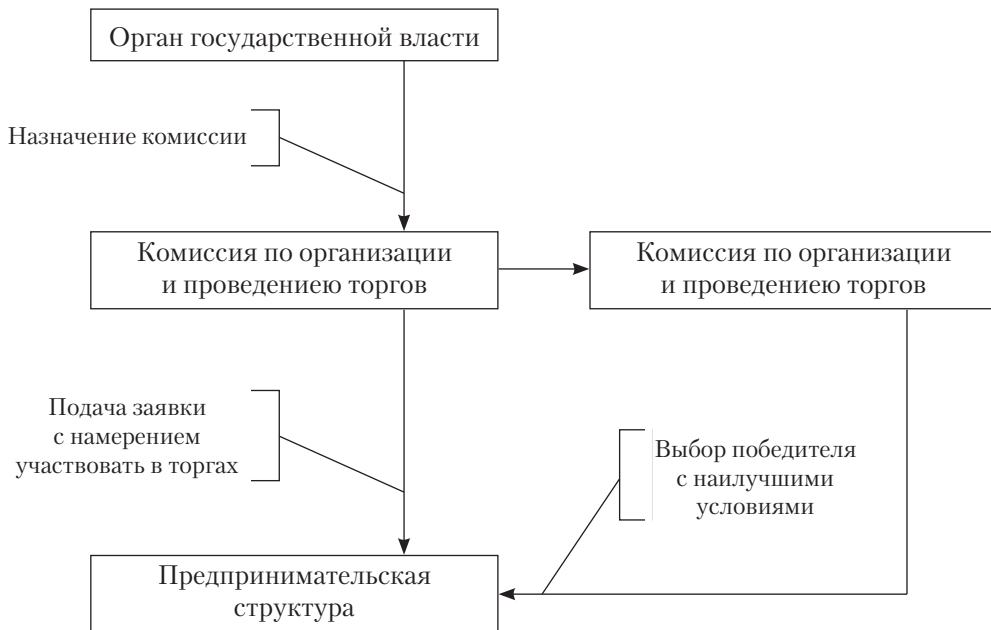 Орган государственной власти
Назначение комиссии
Комиссия по организации
и проведениею торгов
Комиссия по организации
и проведениею торгов
Подача заявки
с намерением
участвовать в торгах
Выбор победителя
с наилучшими
условиями
Предпринимательская
структура